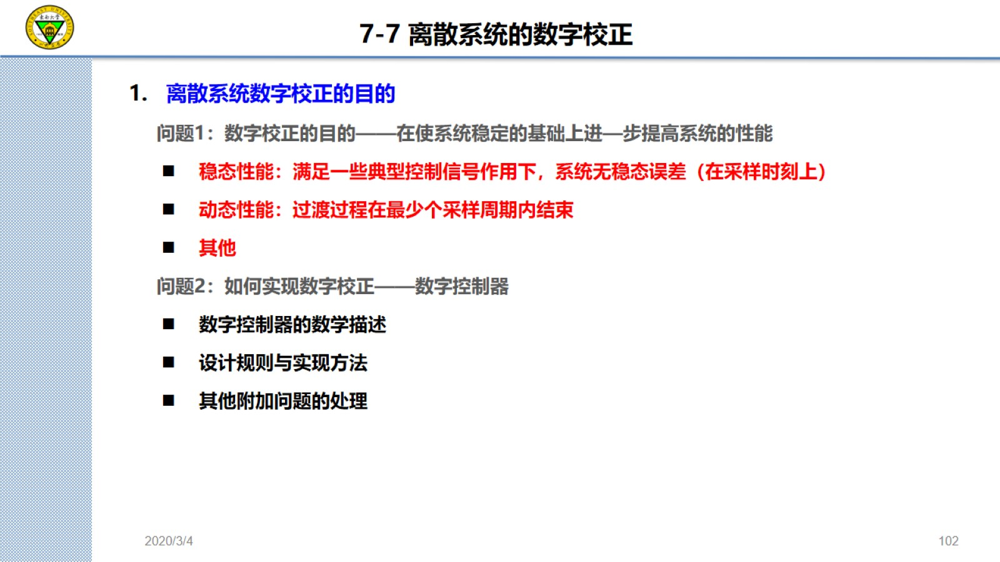 SOUTHEAST UNIVERSITY
7-7 离散系统的数字校正
1. 离散系统数字校正的目的
问题1：数字校正的目的——在使系统稳定的基础上进—步提高系统的性能
■ 稳态性能：满足一些典型控制信号作用下，系统无稳态误差（在采样时刻上）
■ 动态性能：过渡过程在最少个采样周期内结束
■ 其他
问题2：如何实现数字校正——数字控制器
■ 数字控制器的数学描述
■ 设计规则与实现方法
■ 其他附加问题的处理
2020/3/4
102